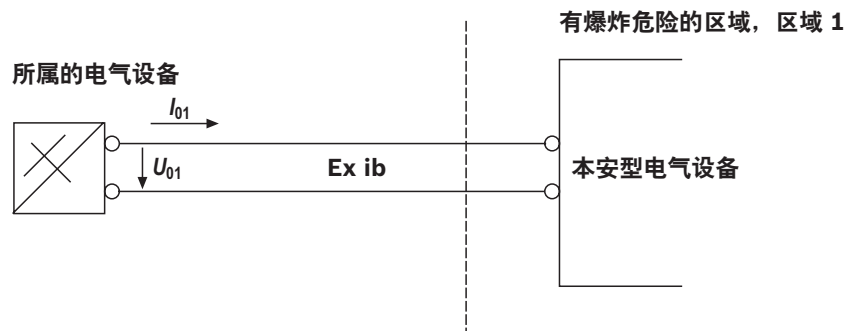 有爆炸危险的区域，区域 1
所属的电气设备
I01
U01
Ex ib
本安型电气设备